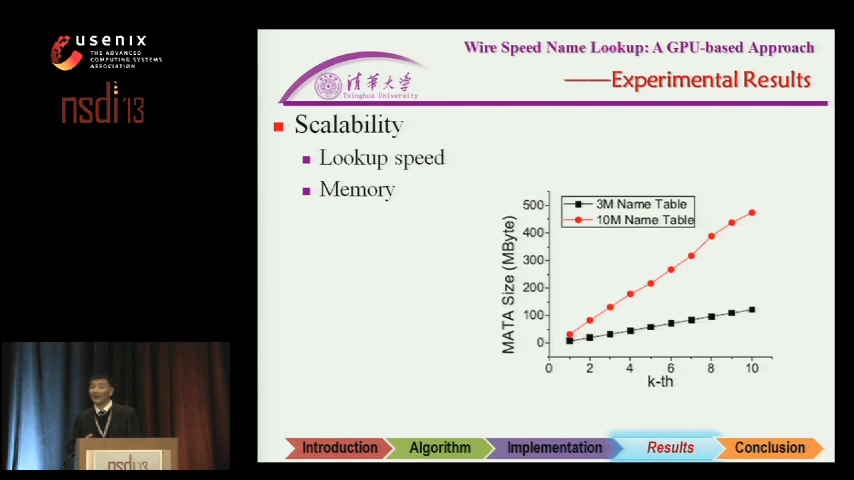 usenix
THE ADVANCED
COMPUTING SYSTEMS
ASSOCIATION
nsdi '13
Wire Speed Name Lookup: A GPU-based Approach
——Experimental Results
清华大学
Tsinghua University
Scalability
Lookup speed
Memory
3M Name Table
10M Name Table
MATA Size (MByte)
500
400
300
200
100
0
0 2 4 6 8 10
k-th
Introduction Algorithm Implementation Results Conclusion
nsdi '13